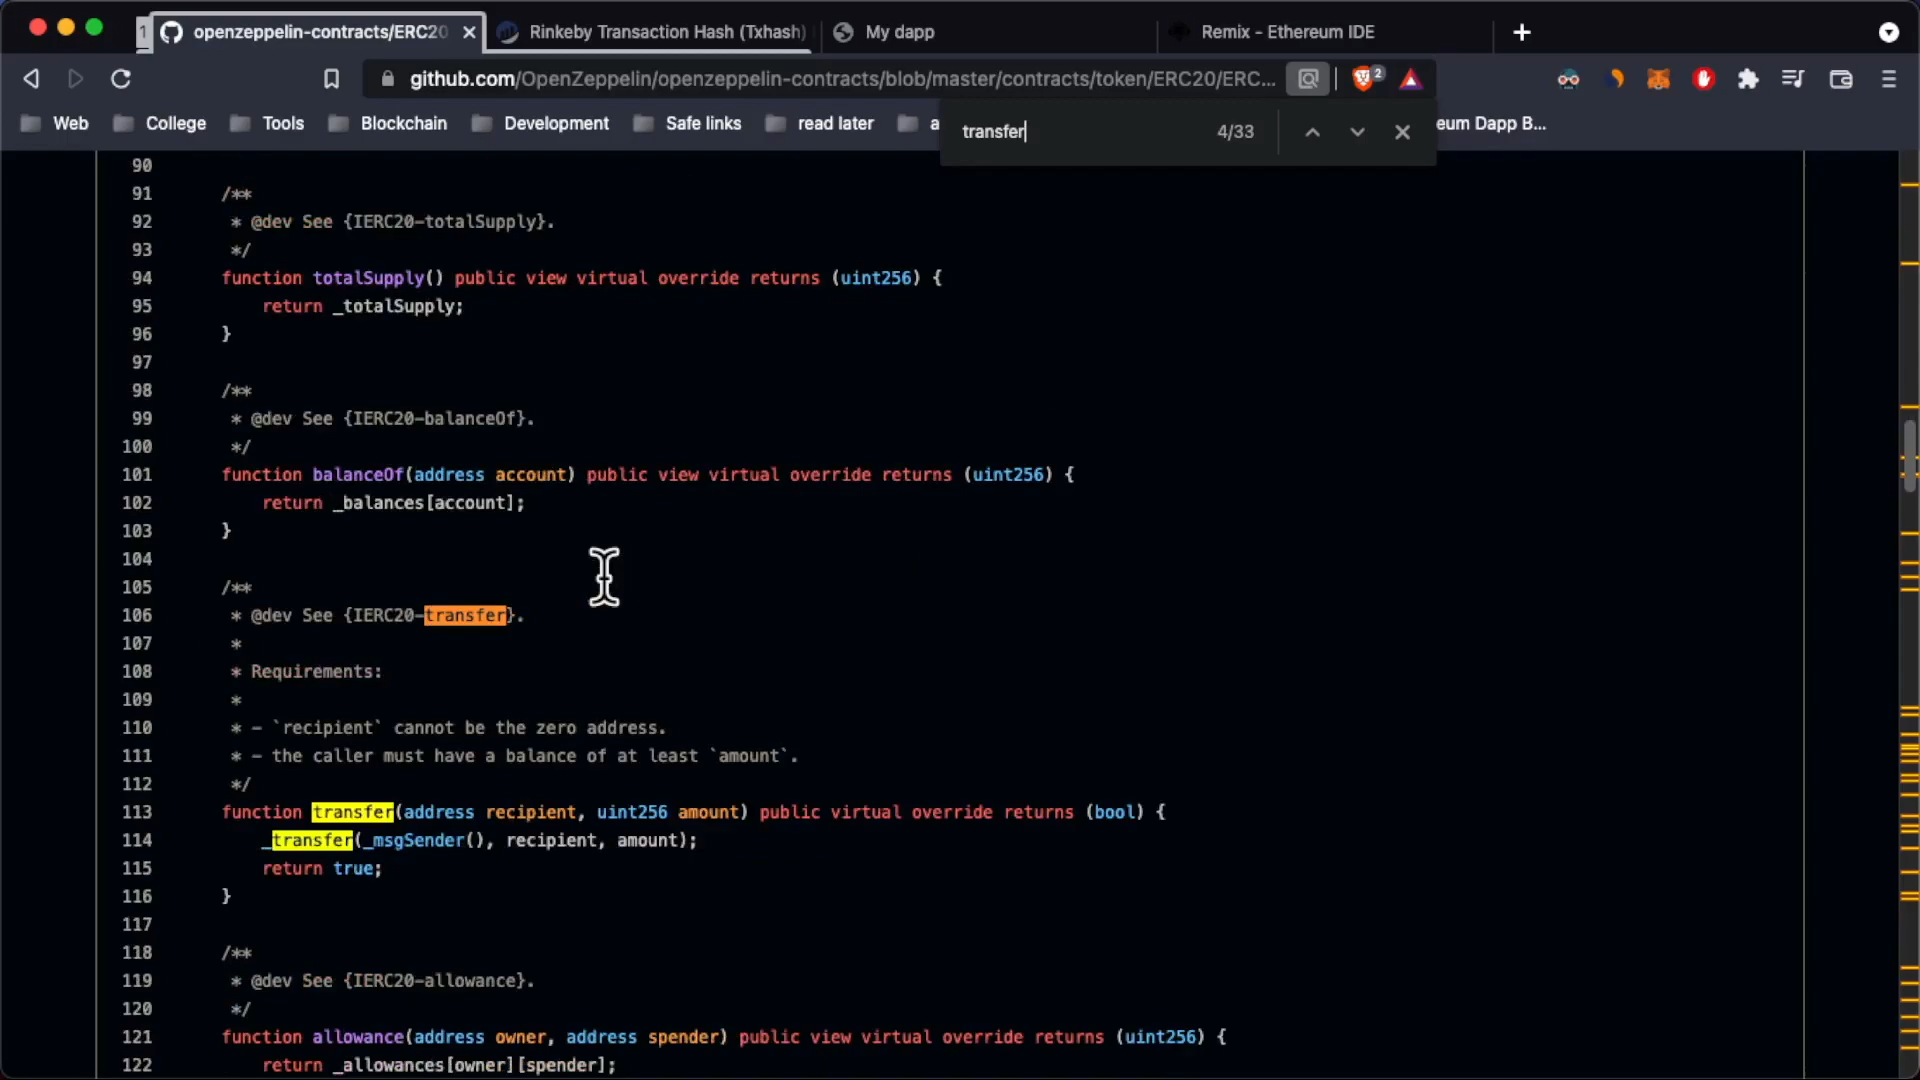 1 openzeppelin-contracts/ERC20 Rinkeby Transaction Hash (Txhash) My dapp Remix - Ethereum IDE
github.com/OpenZeppelin/openzeppelin-contracts/blob/master/contracts/token/ERC20/ERC... 2
Web College Tools Blockchain Development Safe links read later a eum Dapp B...
transfer 4/33
90
91 /**
92 * @dev See {IERC20-totalSupply}.
93 */
94 function totalSupply() public view virtual override returns (uint256) {
95 return _totalSupply;
96 }
97
98 /**
99 * @dev See {IERC20-balanceOf}.
100 */
101 function balanceOf(address account) public view virtual override returns (uint256) {
102 return _balances[account];
103 }
104
105 /**
106 * @dev See {IERC20-transfer}.
107 *
108 * Requirements:
109 *
110 * - `recipient` cannot be the zero address.
111 * - the caller must have a balance of at least `amount`.
112 */
113 function transfer(address recipient, uint256 amount) public virtual override returns (bool) {
114 _transfer(_msgSender(), recipient, amount);
115 return true;
116 }
117
118 /**
119 * @dev See {IERC20-allowance}.
120 */
121 function allowance(address owner, address spender) public view virtual override returns (uint256) {
122 return _allowances[owner][spender];